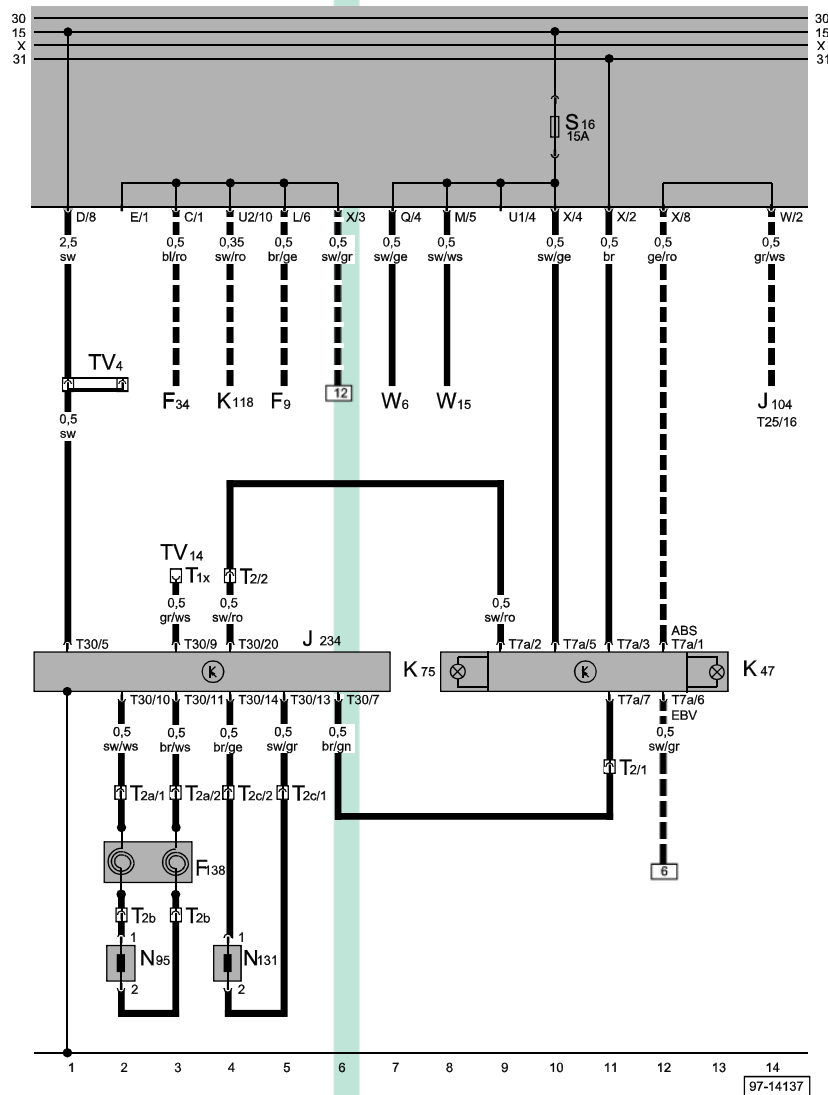 30 30
15 15
X X
31 31
S16
15A
D/8 E/1 C/1 U2/10 L/6 X/3 Q/4 M/5 U1/4 X/4 X/2 X/8 W/2
2,5 0,5 0,35 0,5 0,5 0,5 0,5 0,5 0,5 0,5 0,5
sw bl/ro sw/ro br/ge sw/gr sw/ge sw/ws sw/ge br ge/ro gr/ws
TV4
F34 K118 F9 12 W6 W15 J104
T25/16
0,5
sw
TV14
T1x T2/2
0,5 0,5 0,5
gr/ws sw/ro sw/ro
ABS
T30/5 T30/9 T30/20 J 234 T7a/2 T7a/5 T7a/3 T7a/1
K K75 K K47
T30/10 T30/11 T30/14 T30/13 T30/7 T7a/7 T7a/6
EBV
0,5 0,5 0,5 0,5 0,5 0,5
sw/ws br/ws br/ge sw/gr br/gn sw/gr
T2/1
T2a/1 T2a/2 T2c/2 T2c/1
F138 6
T2b T2b
1 1
N95 N131
2 2
1 2 3 4 5 6 7 8 9 10 11 12 13 14
97-14137